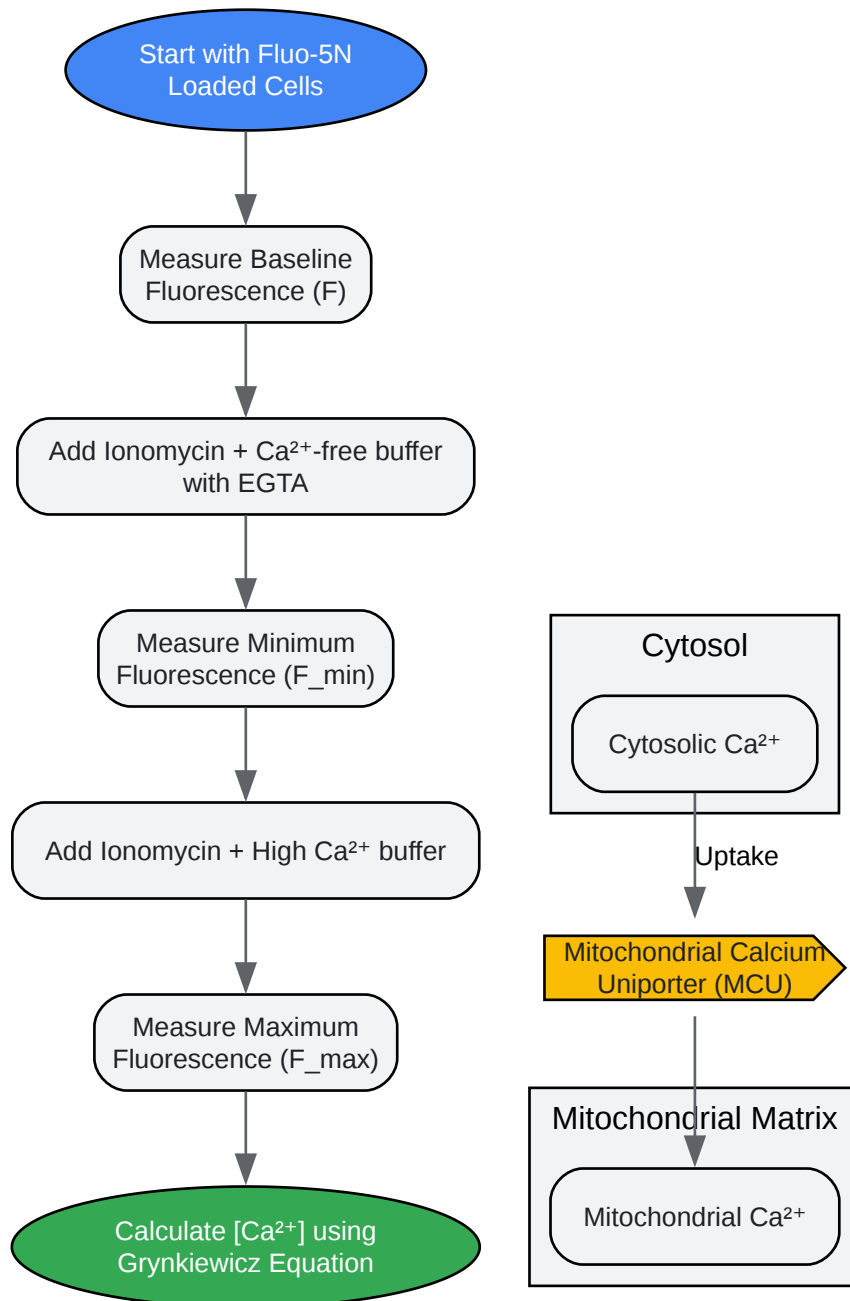 Start with Fluo-5N
Loaded Cells
Measure Baseline
Fluorescence (F)
Add Ionomycin + Ca²⁺-free buffer
with EGTA
Measure Minimum
Fluorescence (F_min)
Add Ionomycin + High Ca²⁺ buffer
Measure Maximum
Fluorescence (F_max)
Calculate [Ca²⁺] using
Grynkiewicz Equation
Cytosol
Cytosolic Ca²⁺
Uptake
Mitochondrial Calcium
Uniporter (MCU)
Mitochondrial Matrix
Mitochondrial Ca²⁺